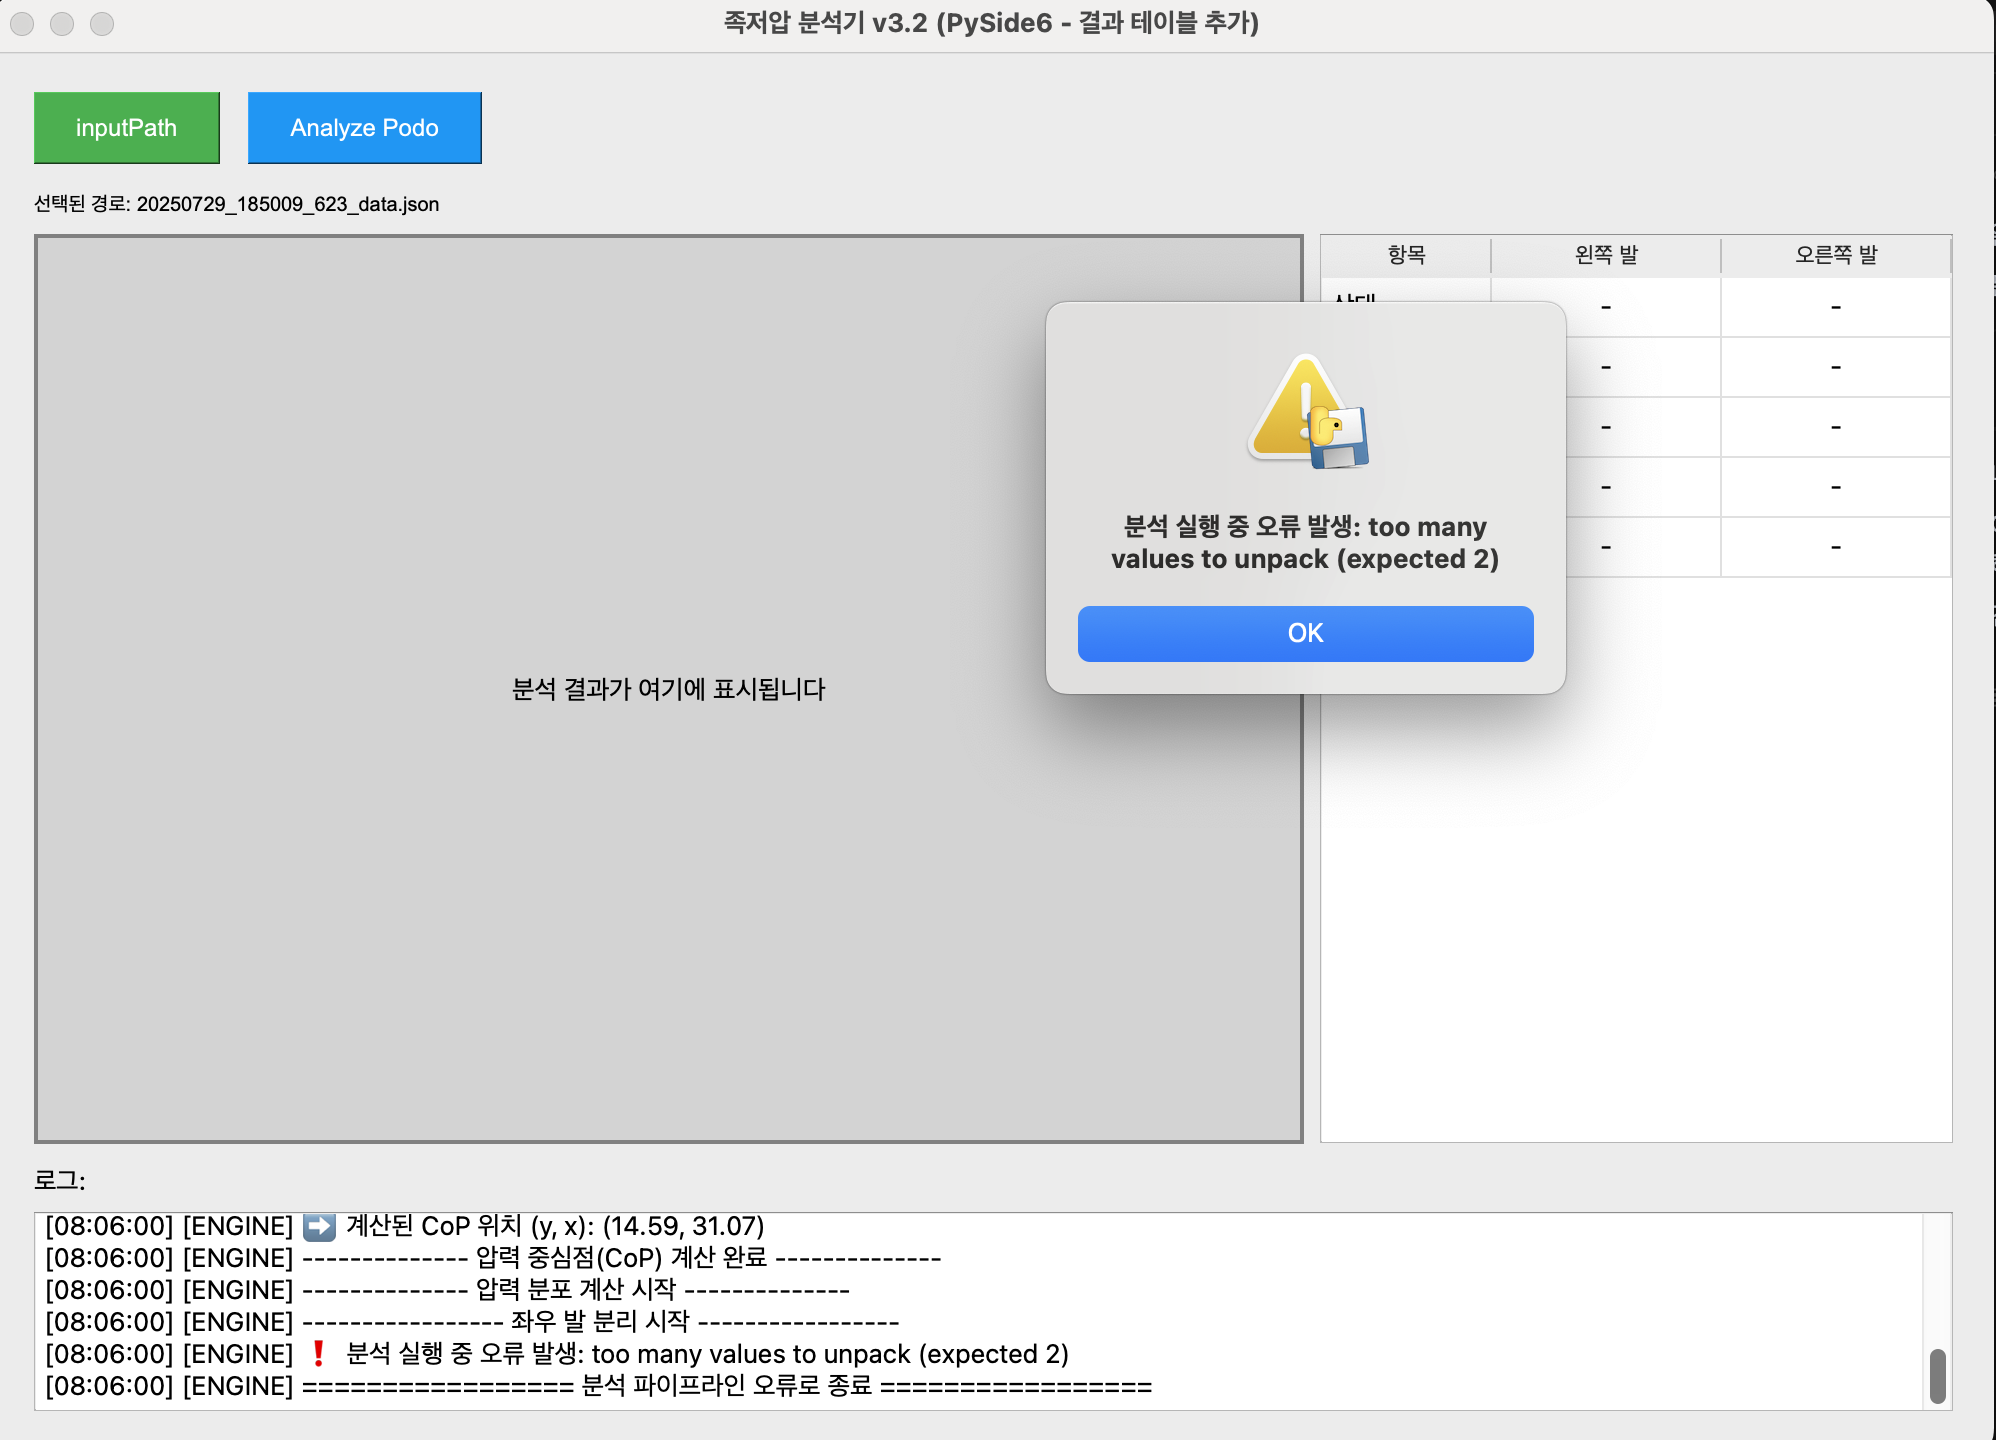 족저압 분석기 v3.2 (PySide6 - 결과 테이블 추가)
inputPath
Analyze Podo
선택된 경로: 20250729_185009_623_data.json
항목
왼쪽 발
오른쪽 발
-
-
-
-
-
-
-
-
-
-
분석 결과가 여기에 표시됩니다
분석 실행 중 오류 발생: too many
values to unpack (expected 2)
OK
로그:
[08:06:00] [ENGINE] ➡️ 계산된 CoP 위치 (y, x): (14.59, 31.07)
[08:06:00] [ENGINE] -------------- 압력 중심점(CoP) 계산 완료 --------------
[08:06:00] [ENGINE] -------------- 압력 분포 계산 시작 --------------
[08:06:00] [ENGINE] ----------------- 좌우 발 분리 시작 -----------------
[08:06:00] [ENGINE] ❗ 분석 실행 중 오류 발생: too many values to unpack (expected 2)
[08:06:00] [ENGINE] ================= 분석 파이프라인 오류로 종료 =================